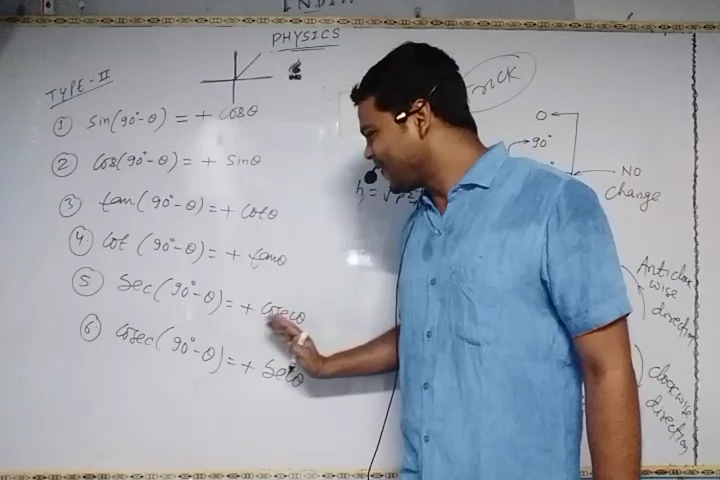 PHYSICS
TYPE-II
① Sin(90°-θ) = + Cosθ
② Cos(90°-θ) = + Sinθ
③ tan(90°-θ) = + Cotθ
④ Cot (90°-θ) = + tanθ
⑤ Sec(90°-θ) = + Cosecθ
⑥ Cosec(90°-θ) = + Secθ
0
90°
NO
Change
Anticlock
wise
direction
clockwise
direction